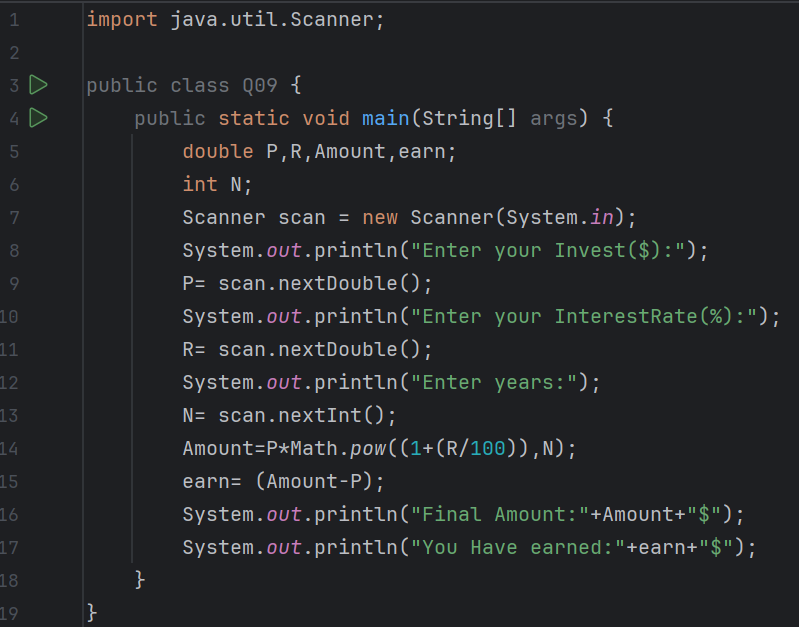 1 import java.util.Scanner;
2
3 public class Q09 {
4 public static void main(String[] args) {
5 double P,R,Amount,earn;
6 int N;
7 Scanner scan = new Scanner(System.in);
8 System.out.println("Enter your Invest($):");
9 P= scan.nextDouble();
10 System.out.println("Enter your InterestRate(%):");
11 R= scan.nextDouble();
12 System.out.println("Enter years:");
13 N= scan.nextInt();
14 Amount=P*Math.pow((1+(R/100)),N);
15 earn= (Amount-P);
16 System.out.println("Final Amount:"+Amount+"$");
17 System.out.println("You Have earned:"+earn+"$");
18 }
19 }